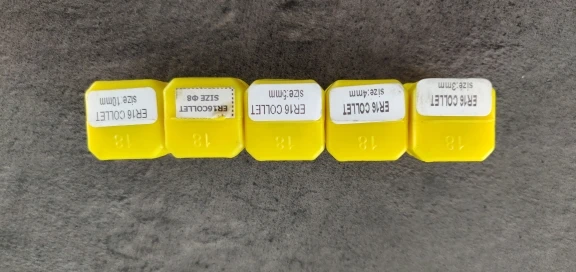 ER16 COLLET
size:3mm
ER16 COLLET
size:4mm
ER16 COLLET
size:5mm
ER16COLLET
SIZE Φ8
ER16 COLLET
size 10mm